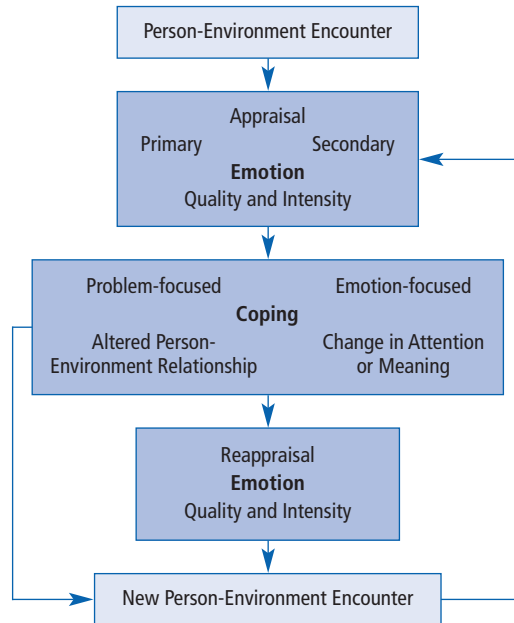 Person-Environment Encounter
Appraisal
Primary Secondary
Emotion
Quality and Intensity
Problem-focused Emotion-focused
Coping
Altered Person- Change in Attention
Environment Relationship or Meaning
Reappraisal
Emotion
Quality and Intensity
New Person-Environment Encounter